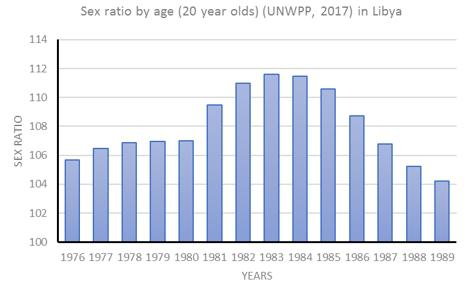 Sex ratio by age (20 year olds) (UNWPP, 2017) in Libya
114
112
110
108
106
104
102
100
SEX RATIO
1976 1977 1978 1979 1980 1981 1982 1983 1984 1985 1986 1987 1988 1989
YEARS